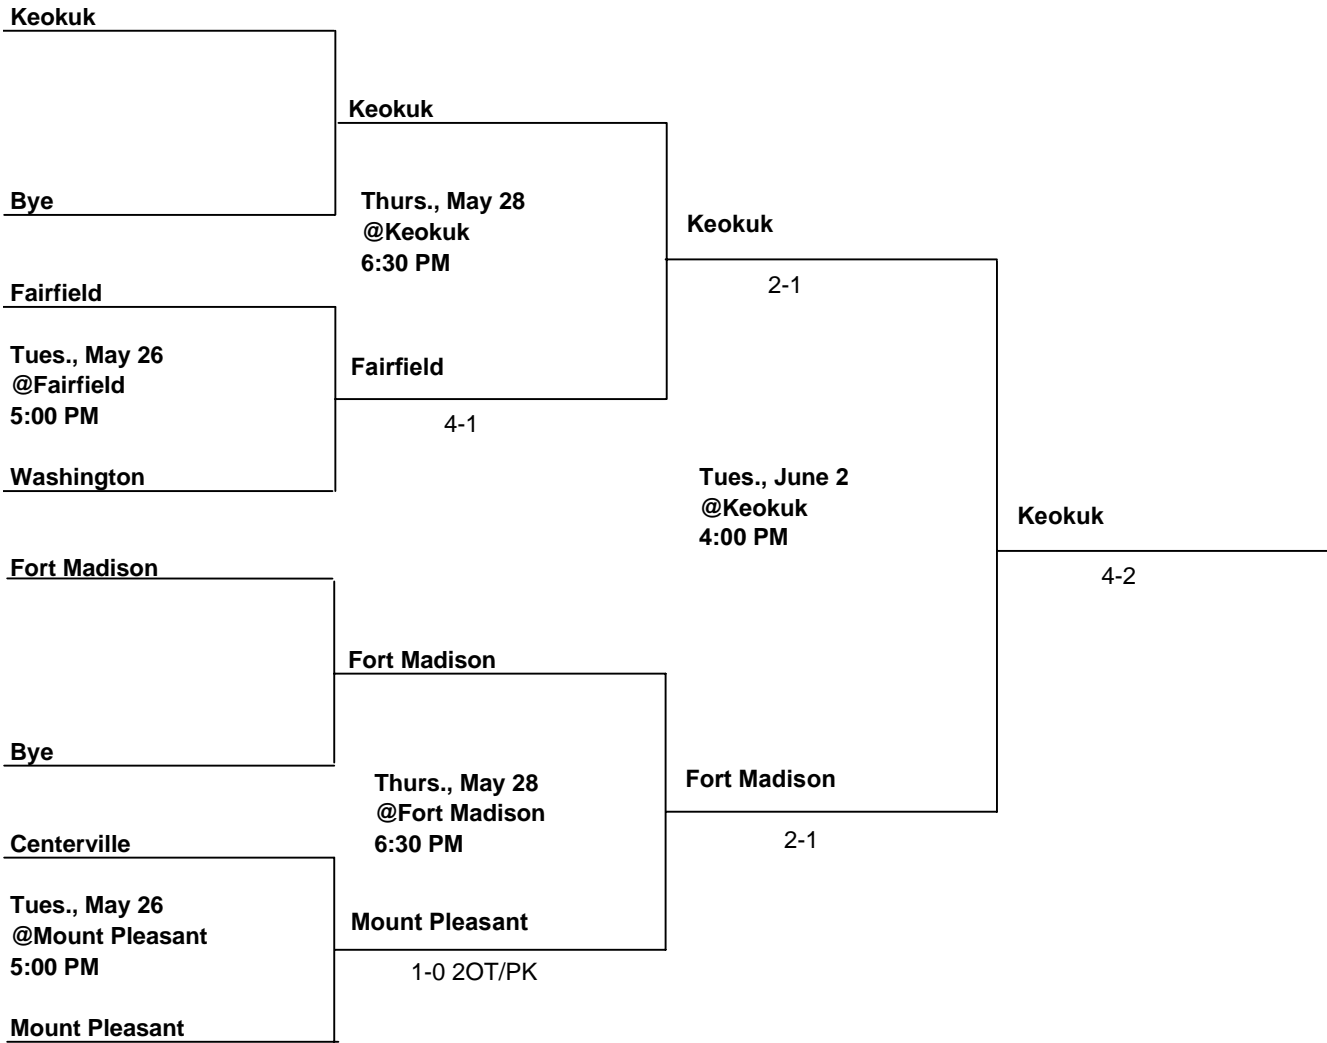 Keokuk
Keokuk
Bye
Thurs., May 28
@Keokuk
6:30 PM
Keokuk
2-1
Fairfield
Tues., May 26
@Fairfield
5:00 PM
Fairfield
4-1
Washington
Tues., June 2
@Keokuk
4:00 PM
Keokuk
4-2
Fort Madison
Fort Madison
Bye
Thurs., May 28
@Fort Madison
6:30 PM
Fort Madison
2-1
Centerville
Tues., May 26
@Mount Pleasant
5:00 PM
Mount Pleasant
1-0 2OT/PK
Mount Pleasant